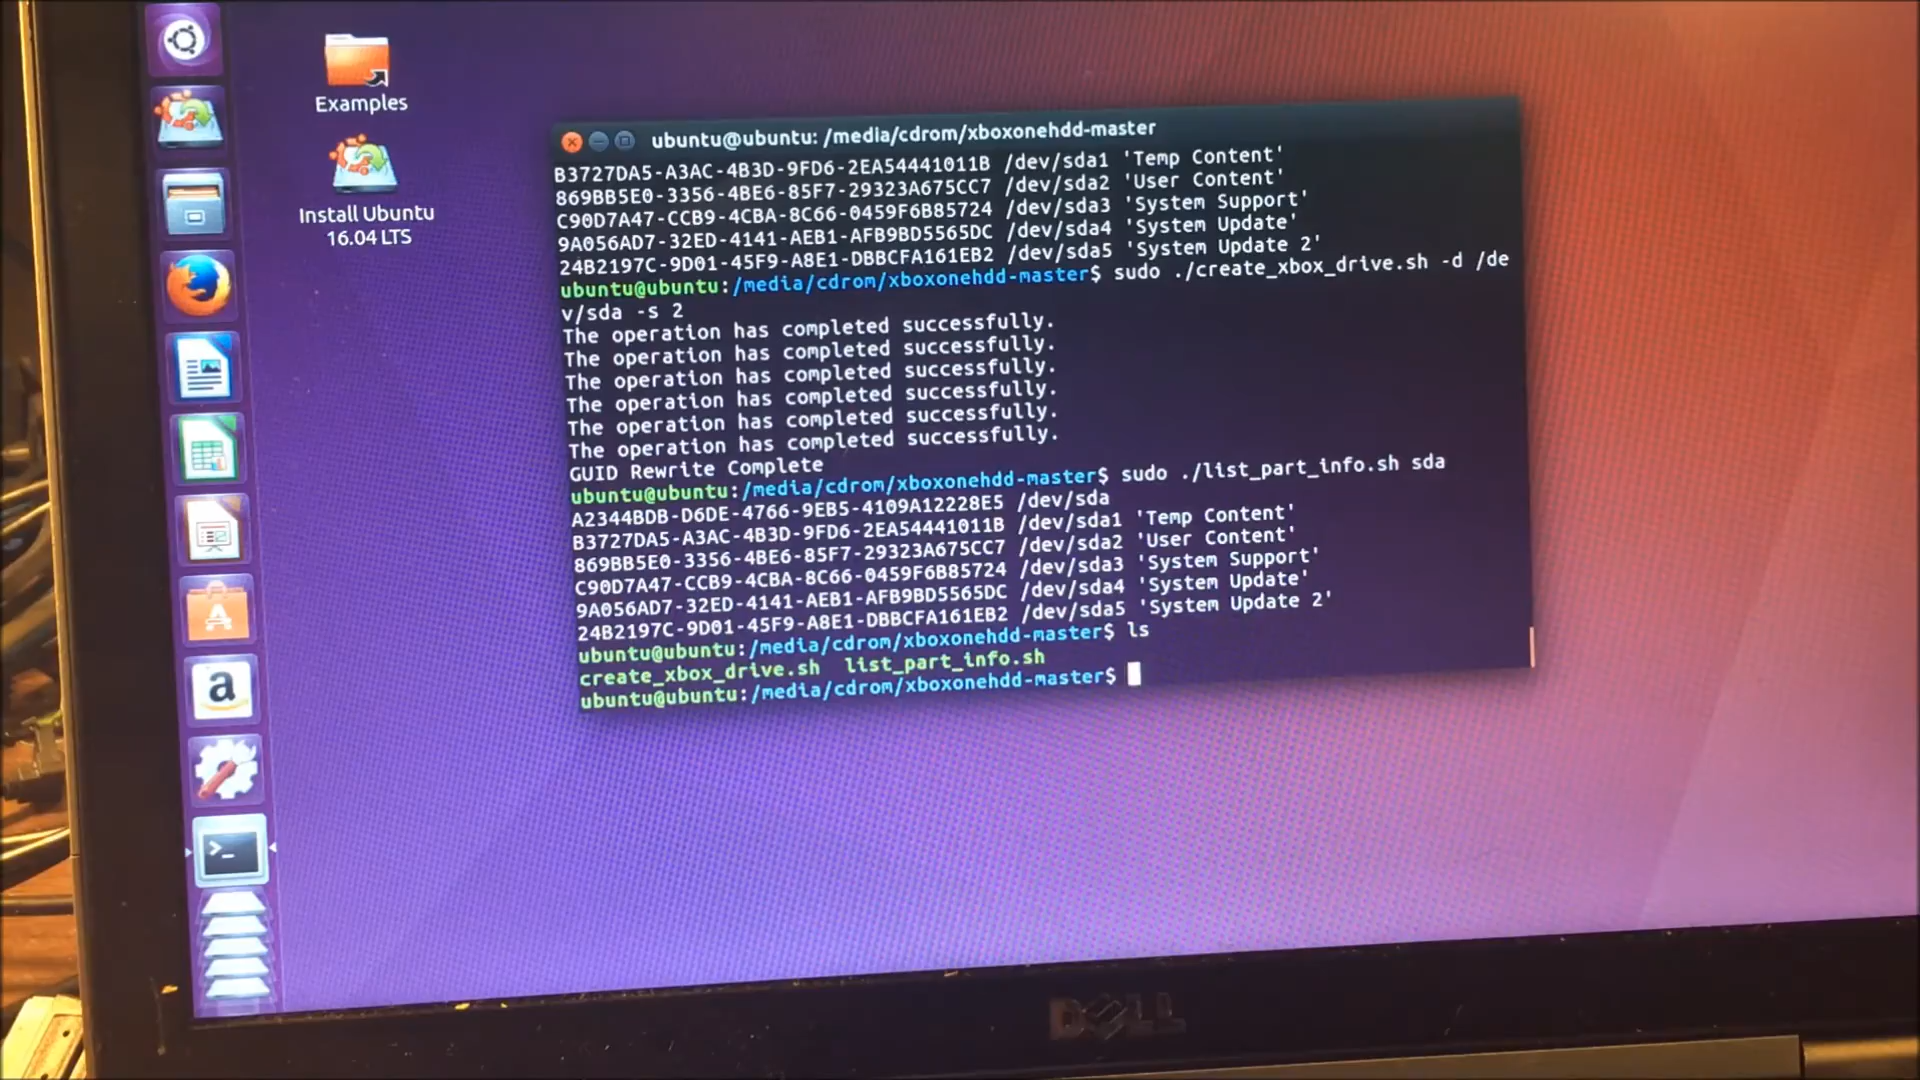 Examples
Install Ubuntu
16.04 LTS
ubuntu@ubuntu: /media/cdrom/xboxonehdd-master
B3727DA5-A3AC-4B3D-9FD6-2EA54441011B /dev/sda1 'Temp Content'
869BB5E0-3356-4BE6-85F7-29323A675CC7 /dev/sda2 'User Content'
C90D7A47-CCB9-4CBA-8C66-0459F6B85724 /dev/sda3 'System Support'
9A056AD7-32ED-4141-AEB1-AFB9BD5565DC /dev/sda4 'System Update'
24B2197C-9D01-45F9-A8E1-DBBCFA161EB2 /dev/sda5 'System Update 2'
ubuntu@ubuntu:/media/cdrom/xboxonehdd-master$ sudo ./create_xbox_drive.sh -d /de
v/sda -s 2
The operation has completed successfully.
The operation has completed successfully.
The operation has completed successfully.
The operation has completed successfully.
The operation has completed successfully.
The operation has completed successfully.
GUID Rewrite Complete
ubuntu@ubuntu:/media/cdrom/xboxonehdd-master$ sudo ./list_part_info.sh sda
A2344BDB-D6DE-4766-9EB5-4109A12228E5 /dev/sda
B3727DA5-A3AC-4B3D-9FD6-2EA54441011B /dev/sda1 'Temp Content'
869BB5E0-3356-4BE6-85F7-29323A675CC7 /dev/sda2 'User Content'
C90D7A47-CCB9-4CBA-8C66-0459F6B85724 /dev/sda3 'System Support'
9A056AD7-32ED-4141-AEB1-AFB9BD5565DC /dev/sda4 'System Update'
24B2197C-9D01-45F9-A8E1-DBBCFA161EB2 /dev/sda5 'System Update 2'
ubuntu@ubuntu:/media/cdrom/xboxonehdd-master$ ls
create_xbox_drive.sh list_part_info.sh
ubuntu@ubuntu:/media/cdrom/xboxonehdd-master$
DELL